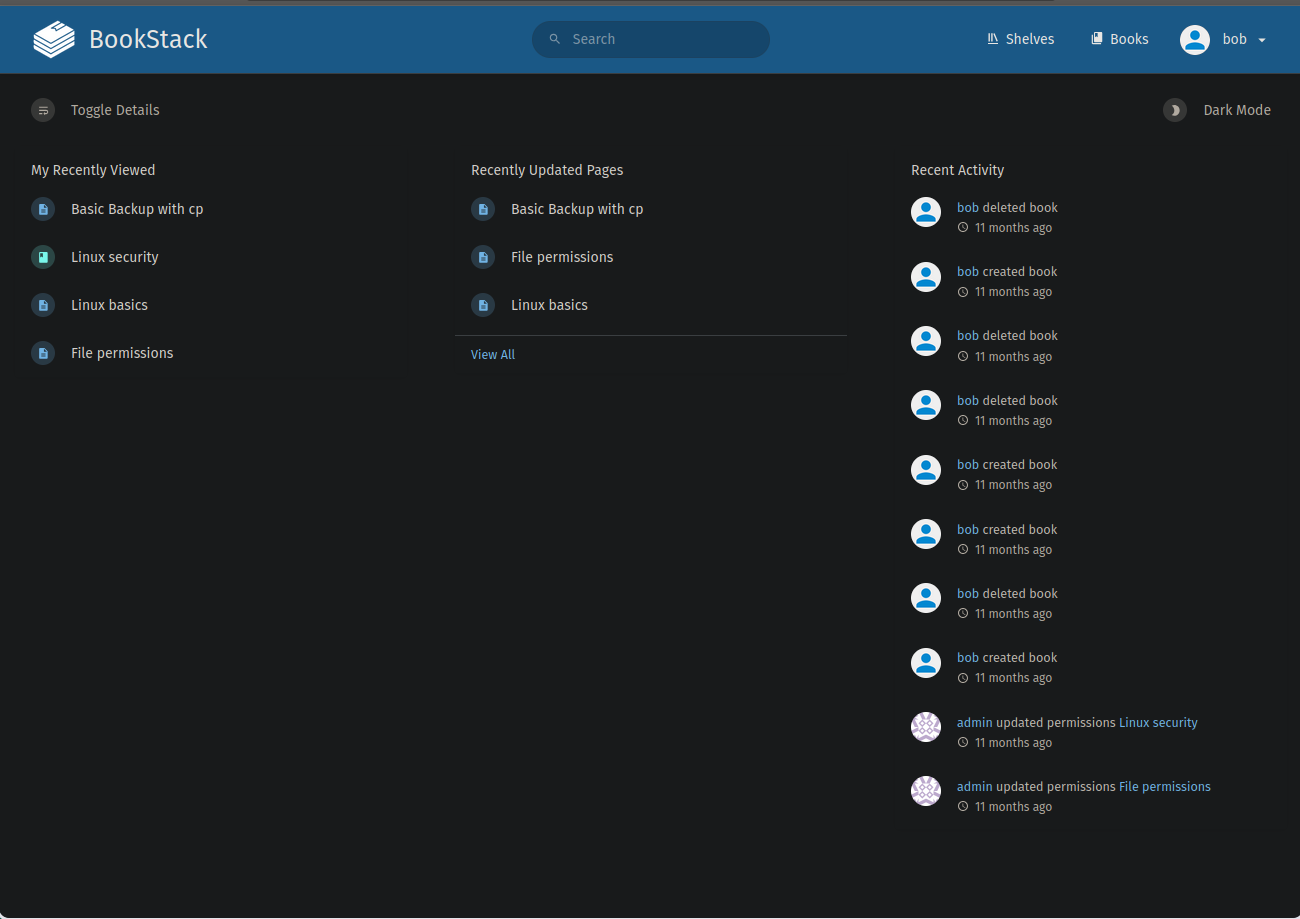 BookStack
Search
Shelves
Books
bob
Toggle Details
Dark Mode
My Recently Viewed
Basic Backup with cp
Linux security
Linux basics
File permissions
Recently Updated Pages
Basic Backup with cp
File permissions
Linux basics
View All
Recent Activity
bob deleted book
11 months ago
bob created book
11 months ago
bob deleted book
11 months ago
bob deleted book
11 months ago
bob created book
11 months ago
bob created book
11 months ago
bob deleted book
11 months ago
bob created book
11 months ago
admin updated permissions Linux security
11 months ago
admin updated permissions File permissions
11 months ago